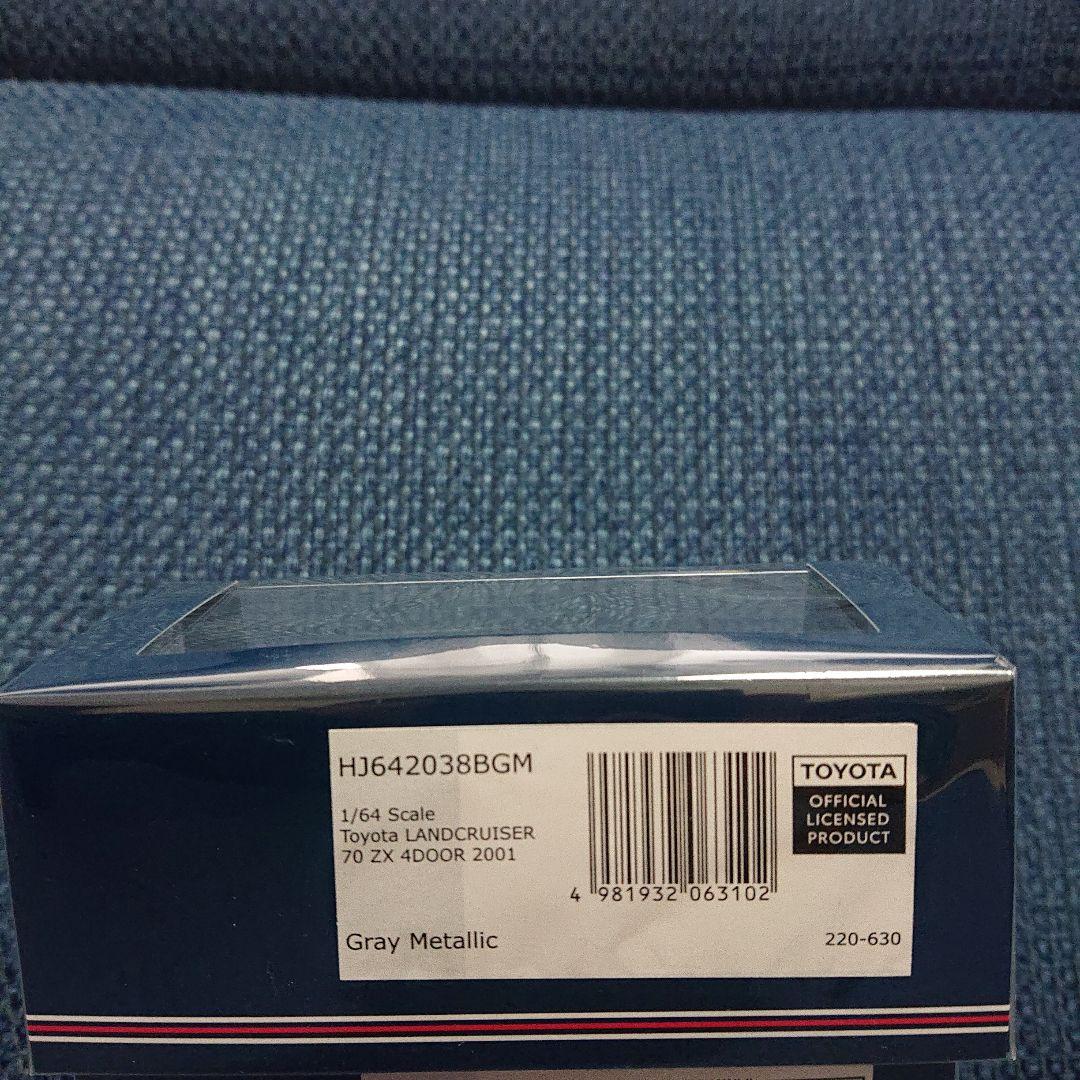 HJ642038BGM
1/64 Scale
Toyota LANDCRUISER
70 ZX 4DOOR 2001
Gray Metallic
4 981932 063102
TOYOTA
OFFICIAL
LICENSED
PRODUCT
220-630